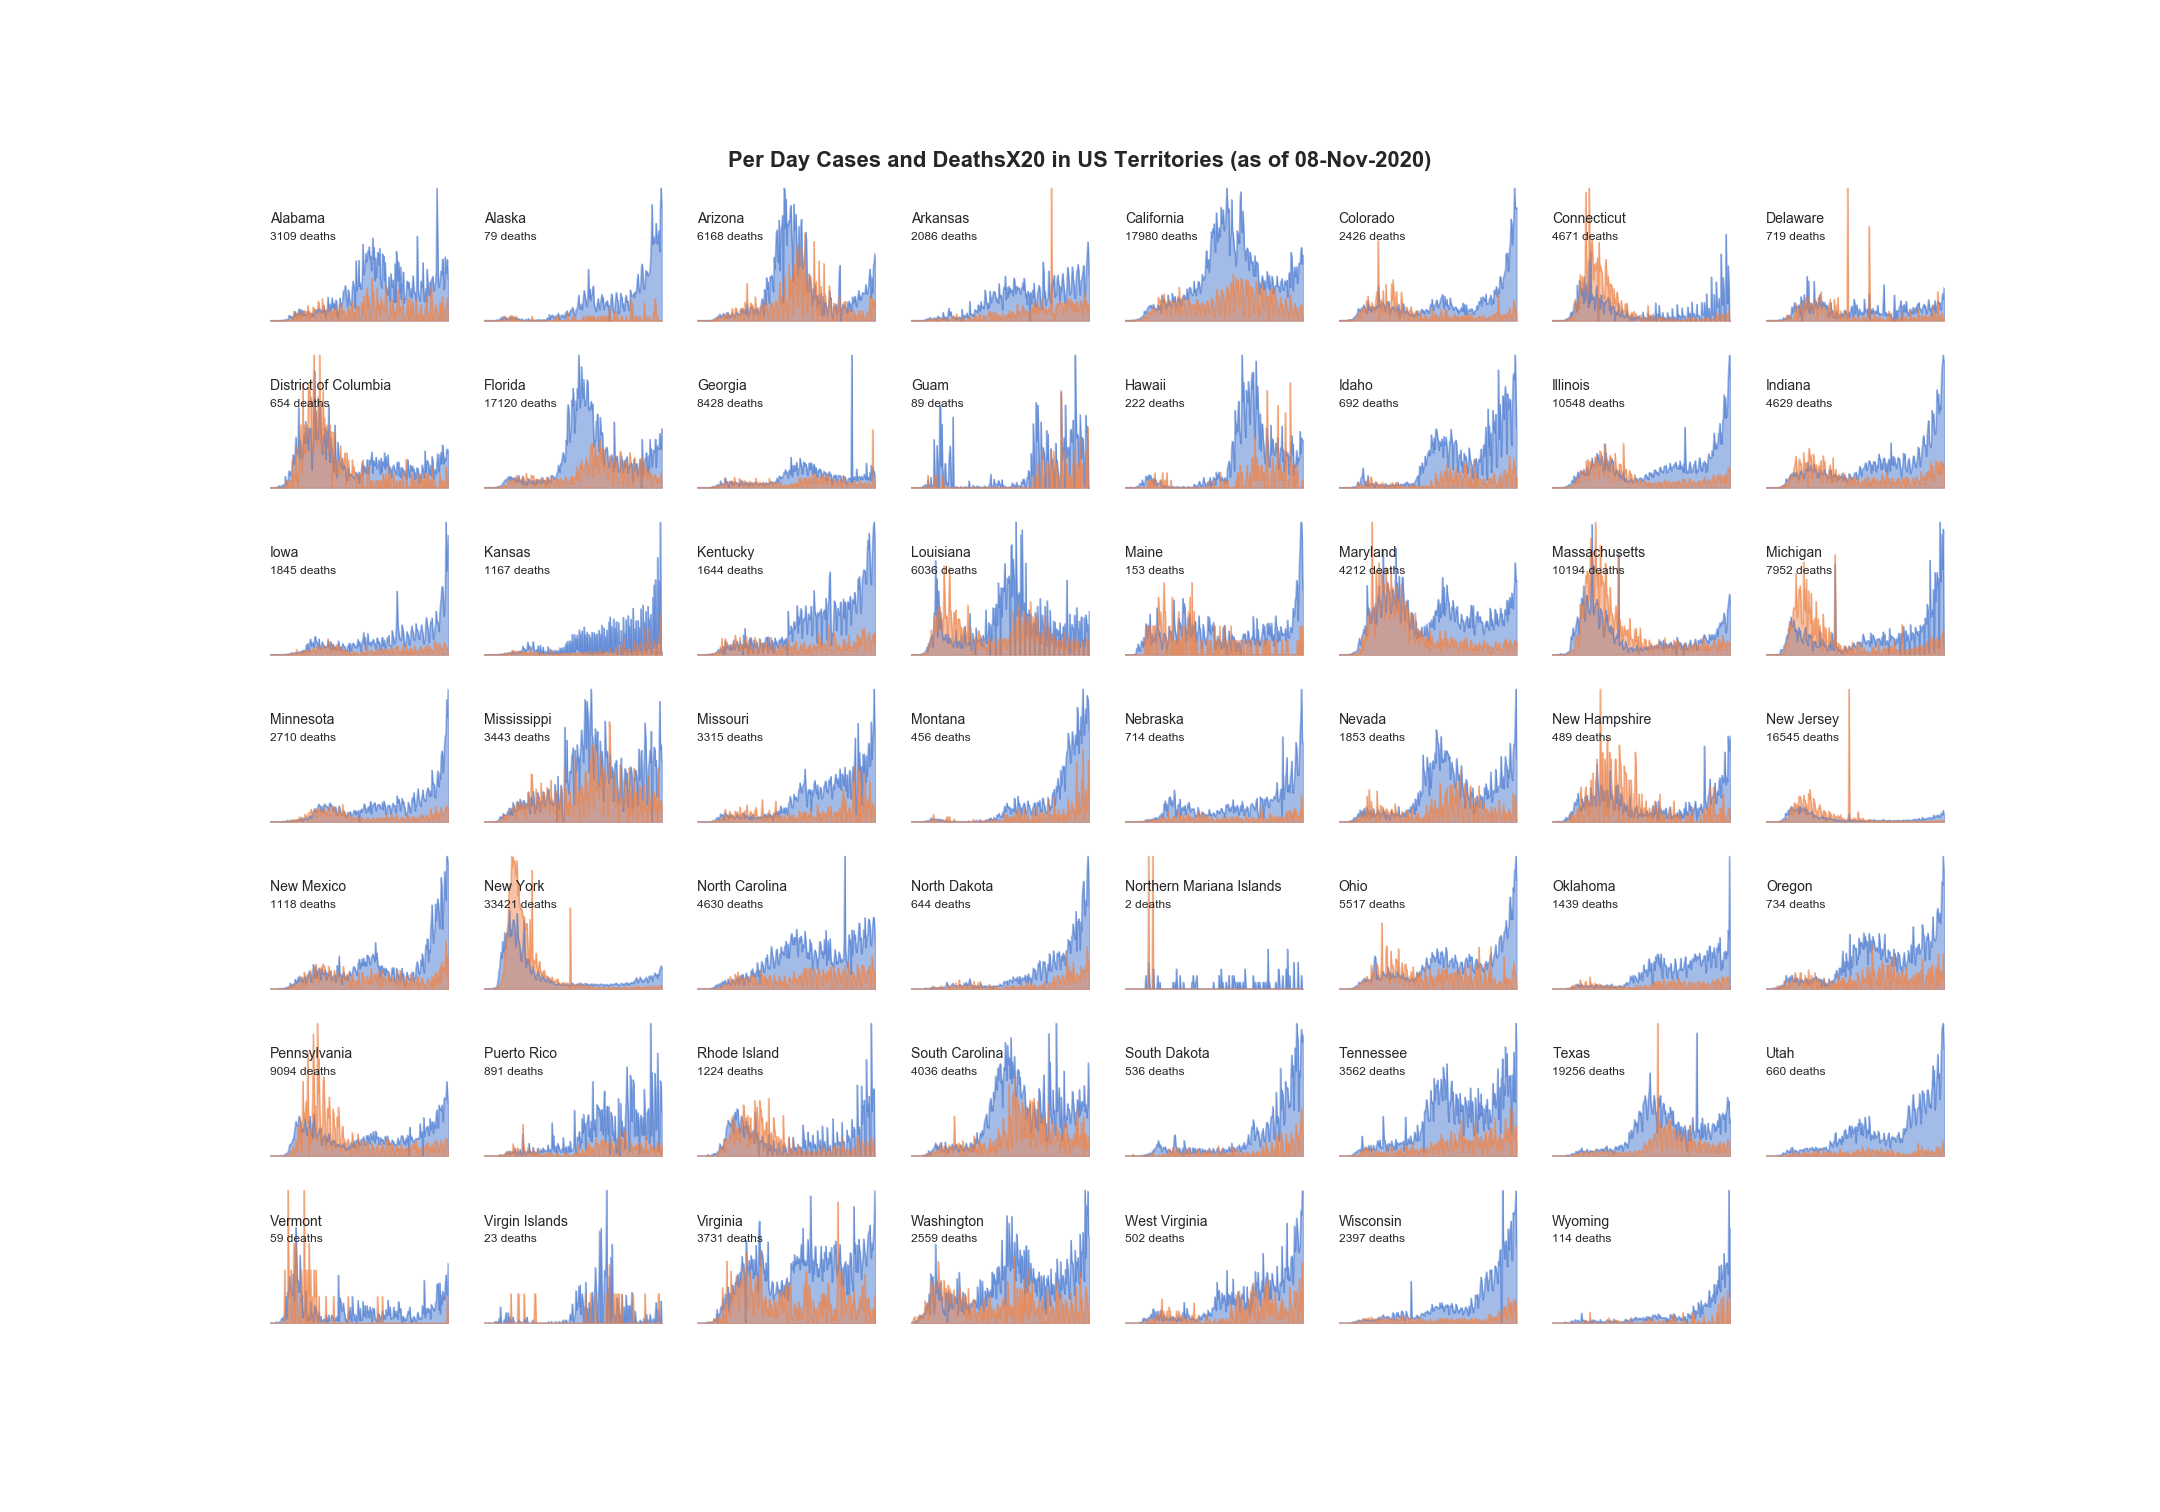 Per Day Cases and DeathsX20 in US Territories (as of 08-Nov-2020)
Alabama
3109 deaths
Alaska
79 deaths
Arizona
6168 deaths
Arkansas
2086 deaths
California
17980 deaths
Colorado
2426 deaths
Connecticut
4671 deaths
Delaware
719 deaths
District of Columbia
654 deaths
Florida
17120 deaths
Georgia
8428 deaths
Guam
89 deaths
Hawaii
222 deaths
Idaho
692 deaths
Illinois
10548 deaths
Indiana
4629 deaths
Iowa
1845 deaths
Kansas
1167 deaths
Kentucky
1644 deaths
Louisiana
6036 deaths
Maine
153 deaths
Maryland
4212 deaths
Massachusetts
10194 deaths
Michigan
7952 deaths
Minnesota
2710 deaths
Mississippi
3443 deaths
Missouri
3315 deaths
Montana
456 deaths
Nebraska
714 deaths
Nevada
1853 deaths
New Hampshire
489 deaths
New Jersey
16545 deaths
New Mexico
1118 deaths
New York
33421 deaths
North Carolina
4630 deaths
North Dakota
644 deaths
Northern Mariana Islands
2 deaths
Ohio
5517 deaths
Oklahoma
1439 deaths
Oregon
734 deaths
Pennsylvania
9094 deaths
Puerto Rico
891 deaths
Rhode Island
1224 deaths
South Carolina
4036 deaths
South Dakota
536 deaths
Tennessee
3562 deaths
Texas
19256 deaths
Utah
660 deaths
Vermont
59 deaths
Virgin Islands
23 deaths
Virginia
3731 deaths
Washington
2559 deaths
West Virginia
502 deaths
Wisconsin
2397 deaths
Wyoming
114 deaths